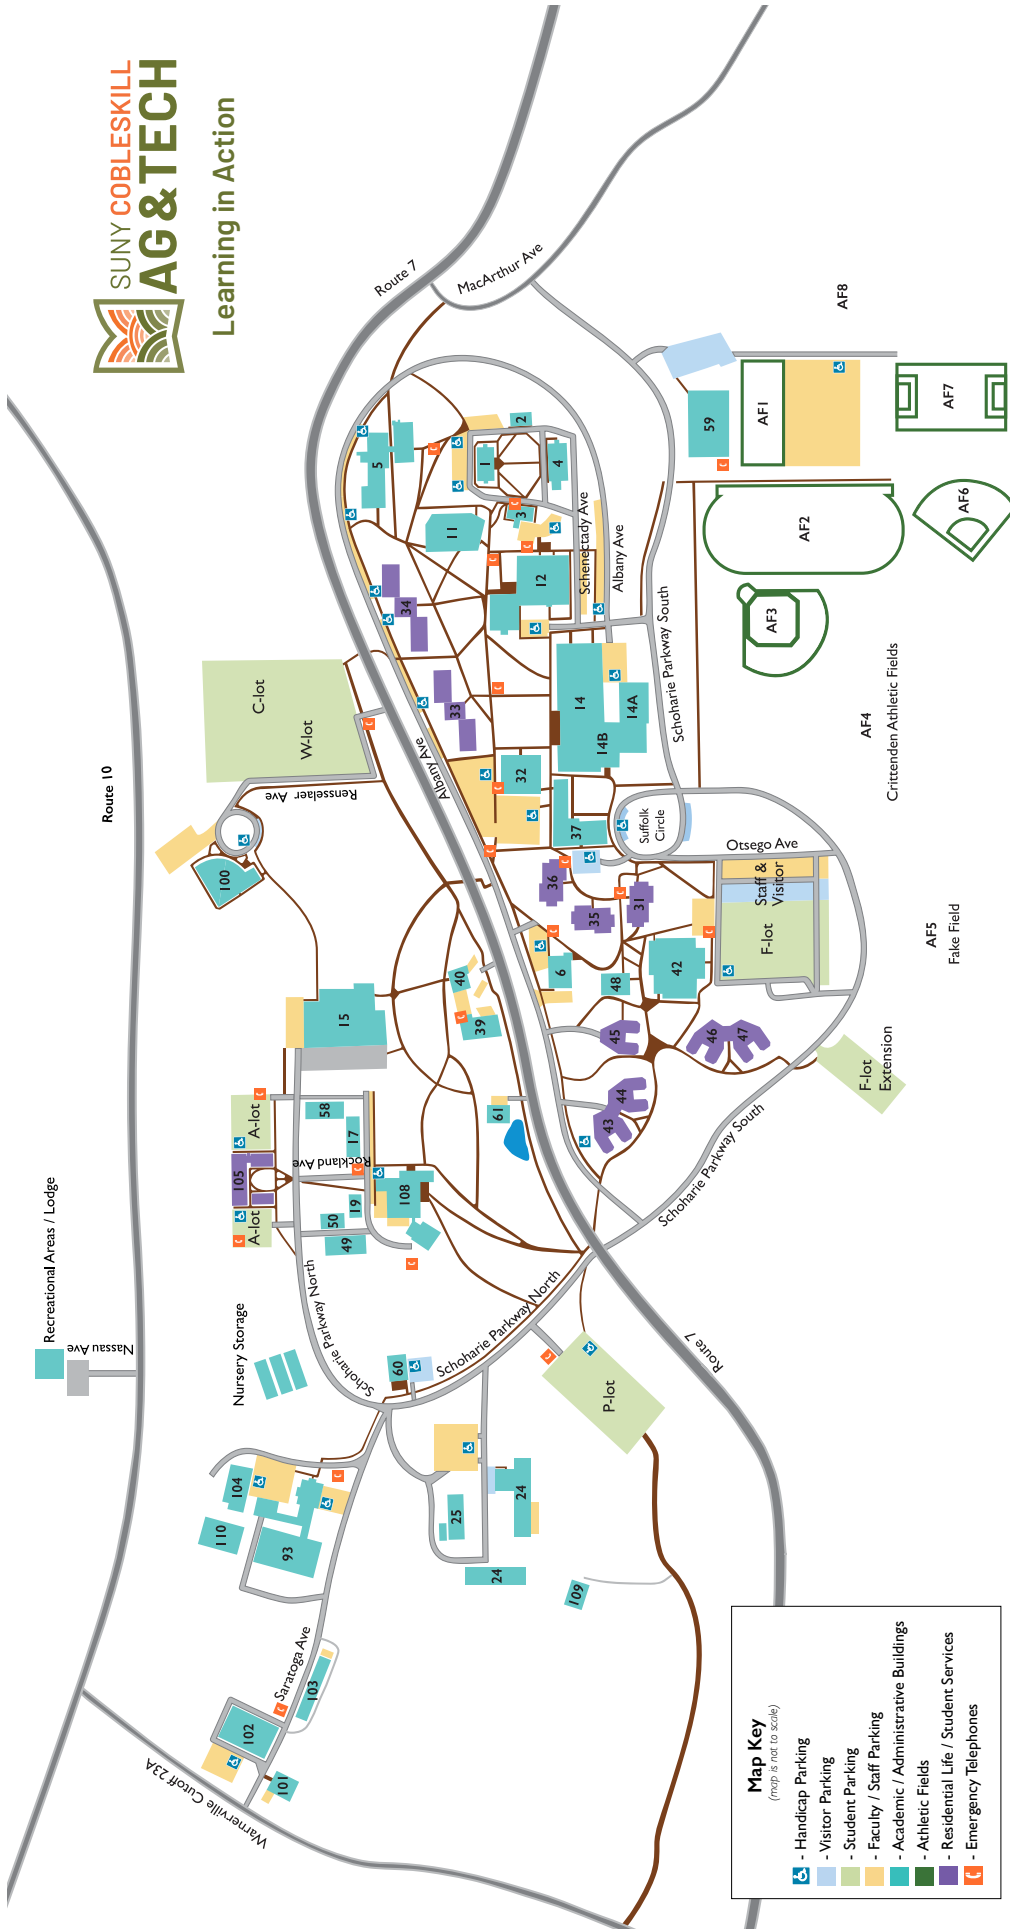 SUNY COBLESKILL
AG & TECH
Learning in Action
Route 10
Route 7
MacArthur Ave
C-lot
W-lot
Rensselaer Ave
Albany Ave
Schenectady Ave
Albany Ave
Schoharie Parkway South
Suffolk
Circle
Otsego Ave
Staff &
Visitor
F-lot
F-lot
Extension
Schoharie Parkway South
Crittenden Athletic Fields
Fake Field
AF1
AF2
AF3
AF4
AF5
AF6
AF7
AF8
1
2
3
4
5
6
11
12
14
14A
14B
15
17
19
24
24
25
31
32
33
34
35
36
37
39
40
42
43
44
45
46
47
48
49
50
58
59
60
61
93
100
101
102
103
104
105
108
109
110
A-lot
A-lot
Rockland Ave
Schoharie Parkway North
Schoharie Parkway North
P-lot
Route 7
Recreational Areas / Lodge
Nassau Ave
Nursery Storage
Saratoga Ave
Warnerville Cutoff 23A
Map Key
(map is not to scale)
- Handicap Parking
- Visitor Parking
- Student Parking
- Faculty / Staff Parking
- Academic / Administrative Buildings
- Athletic Fields
- Residential Life / Student Services
- Emergency Telephones